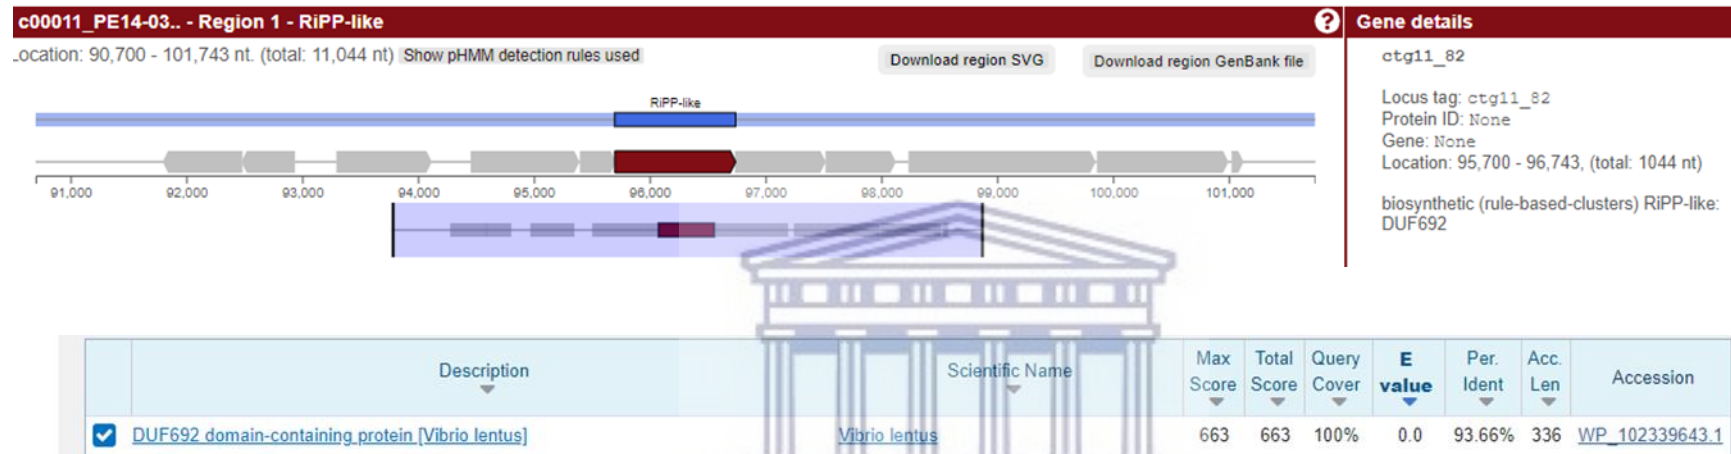 c00011_PE14-03.. - Region 1 - RiPP-like
?
Gene details
Location: 90,700 - 101,743 nt. (total: 11,044 nt) Show pHMM detection rules used
Download region SVG
Download region GenBank file
ctg11_82
Locus tag: ctg11_82
Protein ID: None
Gene: None
Location: 95,700 - 96,743, (total: 1044 nt)
biosynthetic (rule-based-clusters) RiPP-like:
DUF692
RiPP-like
91,000 92,000 93,000 94,000 95,000 96,000 97,000 98,000 99,000 100,000 101,000
Description Scientific Name Max Score Total Score Query Cover E value Per. Ident Acc. Len Accession
DUF692 domain-containing protein [Vibrio lentus] Vibrio lentus 663 663 100% 0.0 93.66% 336 WP_102339643.1